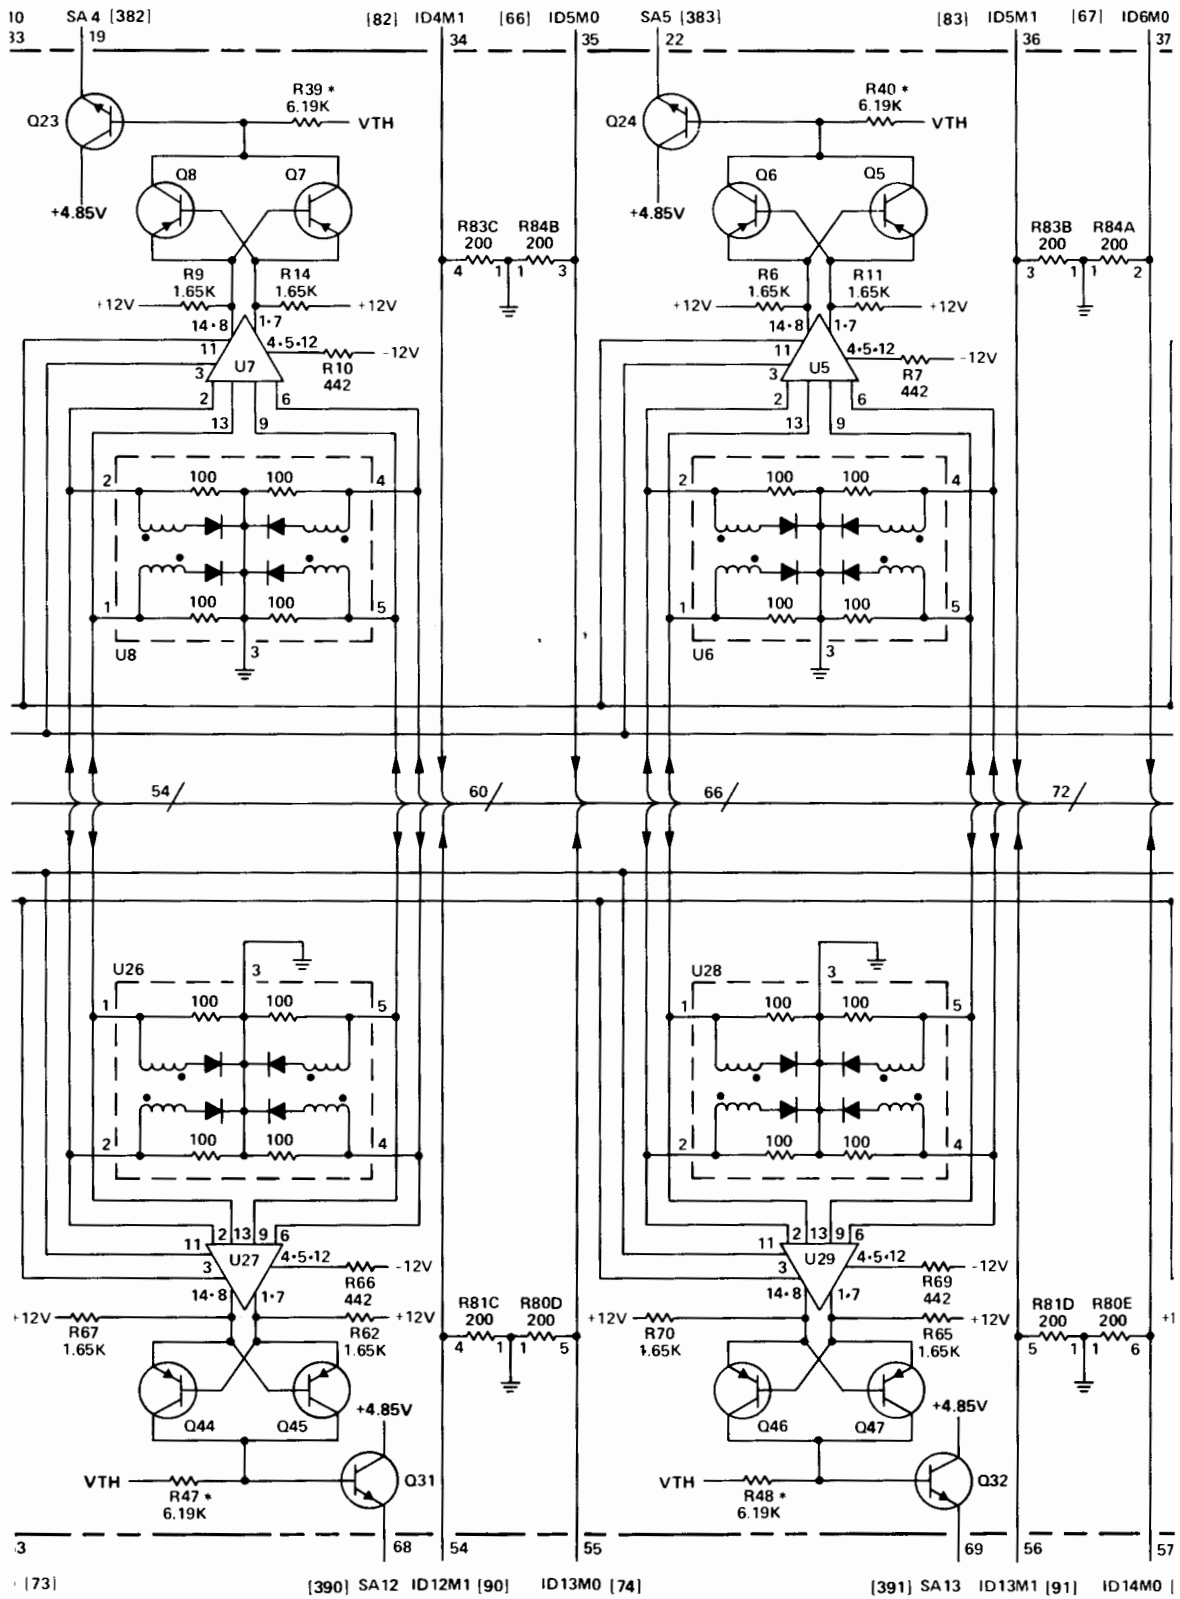 10 SA4 [382] [82] ID4M1 [66] ID5M0 SA5 [383] [83] ID5M1 [67] ID6M0
33 19 34 35 22 36 37
R39 * R40 *
6.19K 6.19K
Q23 VTH Q24 VTH
Q8 Q7 Q6 Q5
+4.85V +4.85V
R83C R84B R83B R84A
200 200 200 200
4 1 1 3 3 1 1 2
R9 R14 R6 R11
1.65K 1.65K 1.65K 1.65K
+12V +12V +12V +12V
14•8 1•7 14•8 1•7
11 4•5•12 -12V 11 4•5•12 -12V
3 U7 R10 3 U5 R7
442 442
2 6 2 6
13 9 13 9
2 100 100 4 2 100 100 4
1 100 100 5 1 100 100 5
U8 3 U6 3
54 60 66 72
U26 3 U28 3
1 100 100 5 1 100 100 5
2 100 100 4 2 100 100 4
11 2 13 9 6 11 2 13 9 6
3 U27 4•5•12 -12V 3 U29 4•5•12 -12V
14•8 1•7 R66 14•8 1•7 R69
442 442
+12V +12V R81C R80D +12V +12V R81D R80E +1
R67 R62 200 200 R70 R65 200 200
1.65K 1.65K 4 1 1 5 1.65K 1.65K 5 1 1 6
Q44 Q45 +4.85V Q46 Q47 +4.85V
VTH Q31 VTH Q32
R47 * R48 *
6.19K 6.19K
3 68 54 55 69 56 57
[73] [390] SA12 ID12M1 [90] ID13M0 [74] [391] SA13 ID13M1 [91] ID14M0 [